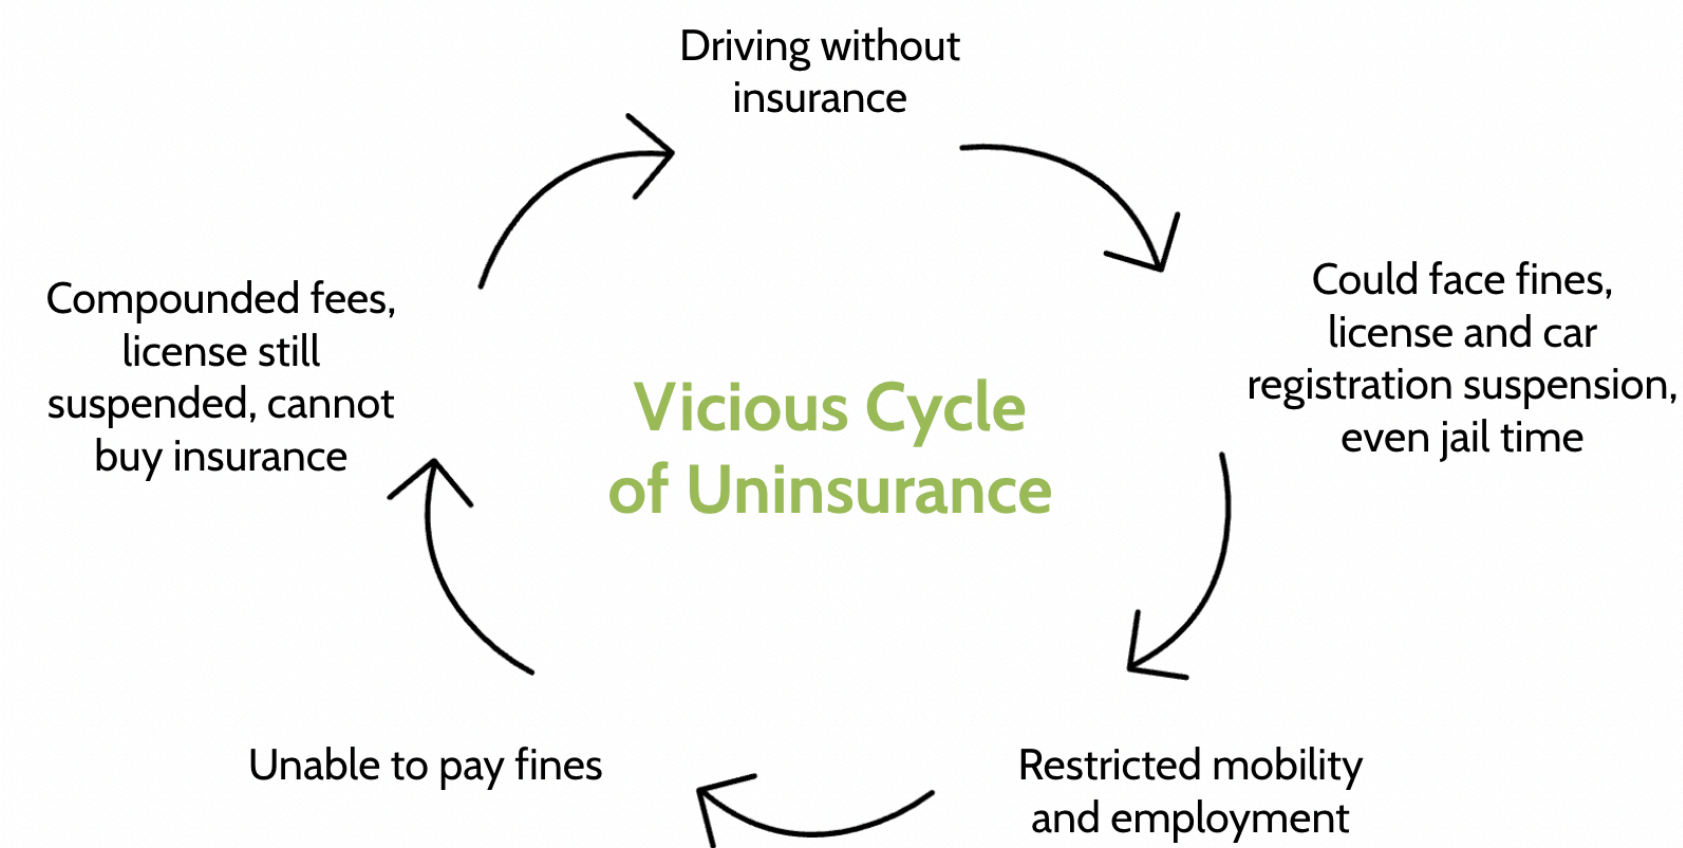 Driving without
insurance
Could face fines,
license and car
registration suspension,
even jail time
Restricted mobility
and employment
Unable to pay fines
Compounded fees,
license still
suspended, cannot
buy insurance
Vicious Cycle
of Uninsurance